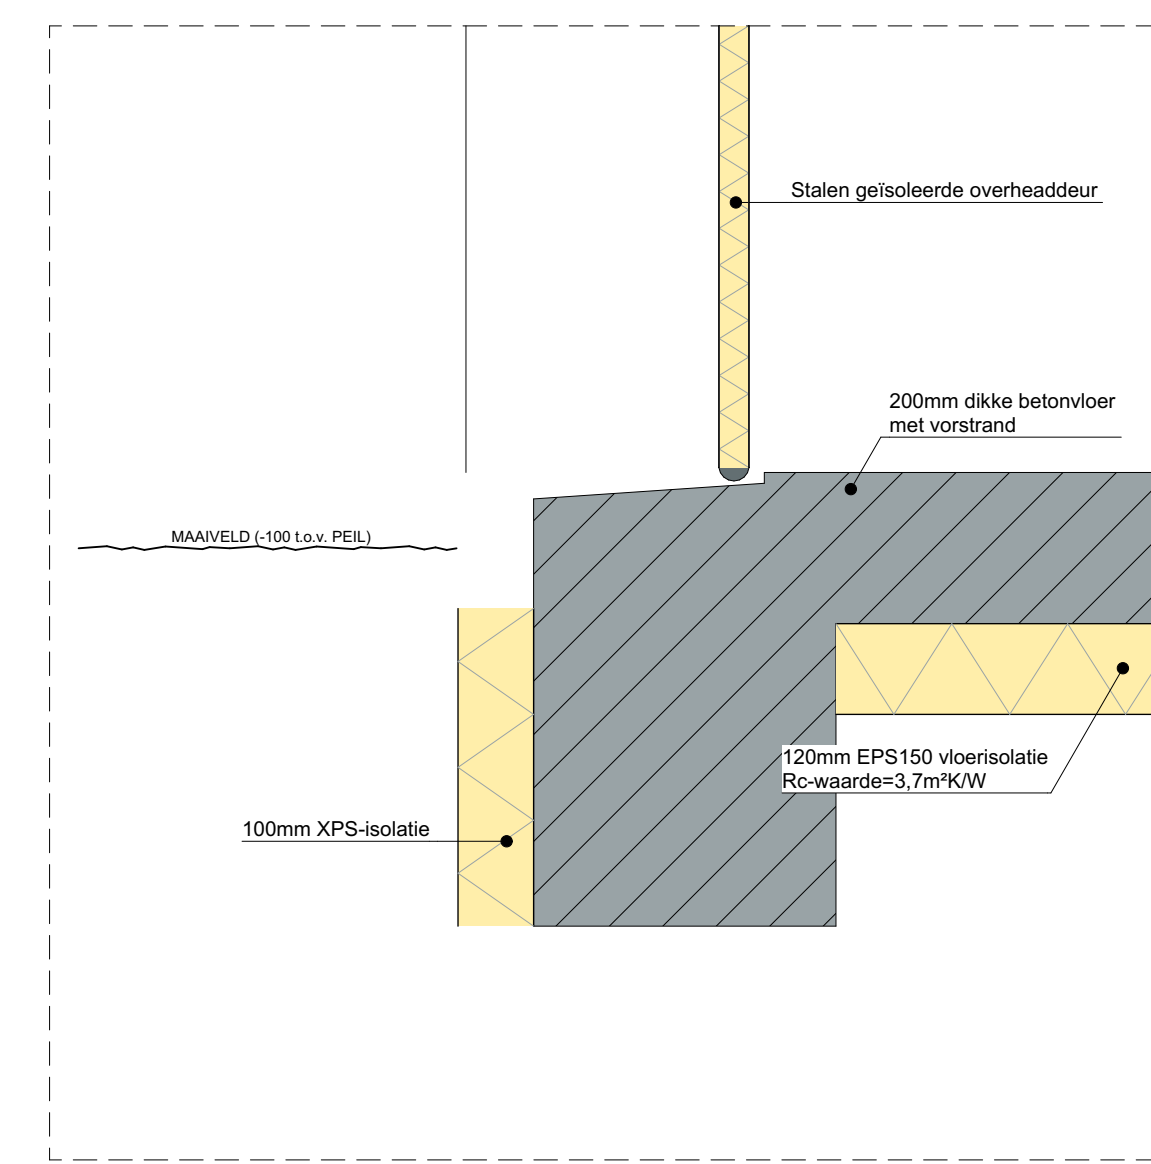 Stalen geïsoleerde overheaddeur
200mm dikke betonvloer
met vorstrand
MAAIVELD (-100 t.o.v. PEIL)
120mm EPS150 vloerisolatie
Rc-waarde=3,7m²K/W
100mm XPS-isolatie